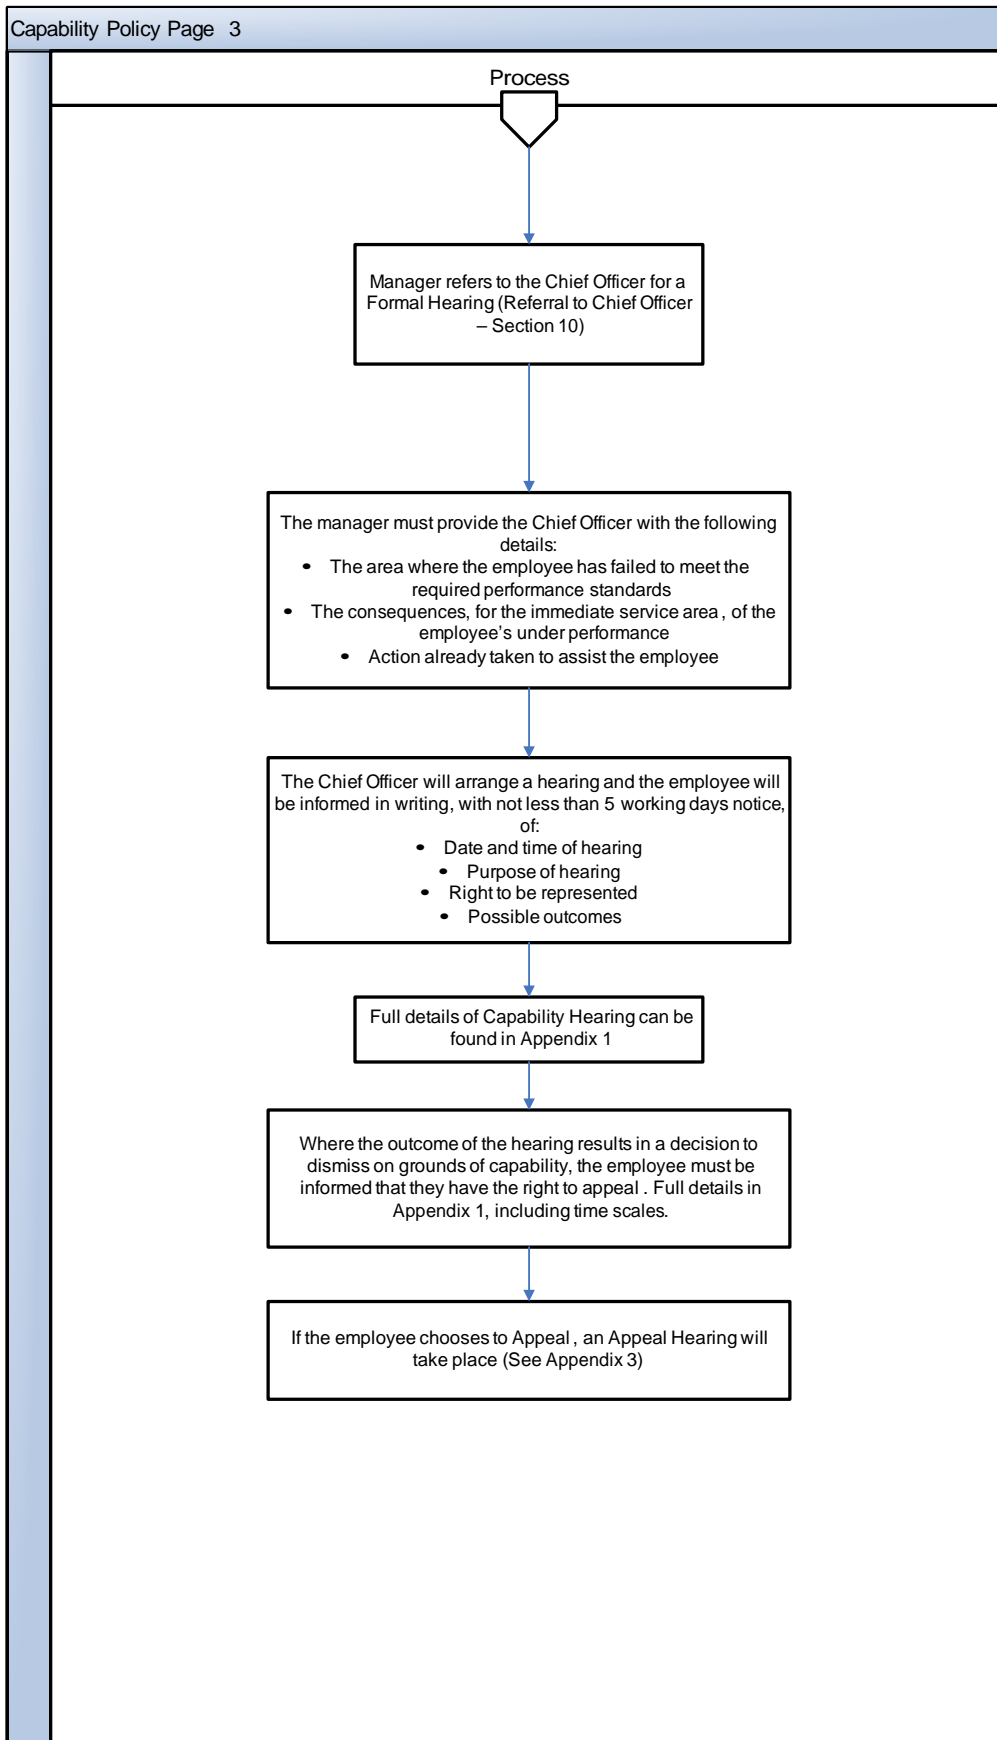 Capability Policy Page 3
Process
Manager refers to the Chief Officer for a
Formal Hearing (Referral to Chief Officer
– Section 10)
The manager must provide the Chief Officer with the following
details:
• The area where the employee has failed to meet the
required performance standards
• The consequences, for the immediate service area, of the
employee's under performance
• Action already taken to assist the employee
The Chief Officer will arrange a hearing and the employee will
be informed in writing, with not less than 5 working days notice,
of:
• Date and time of hearing
• Purpose of hearing
• Right to be represented
• Possible outcomes
Full details of Capability Hearing can be
found in Appendix 1
Where the outcome of the hearing results in a decision to
dismiss on grounds of capability, the employee must be
informed that they have the right to appeal. Full details in
Appendix 1, including time scales.
If the employee chooses to Appeal, an Appeal Hearing will
take place (See Appendix 3)